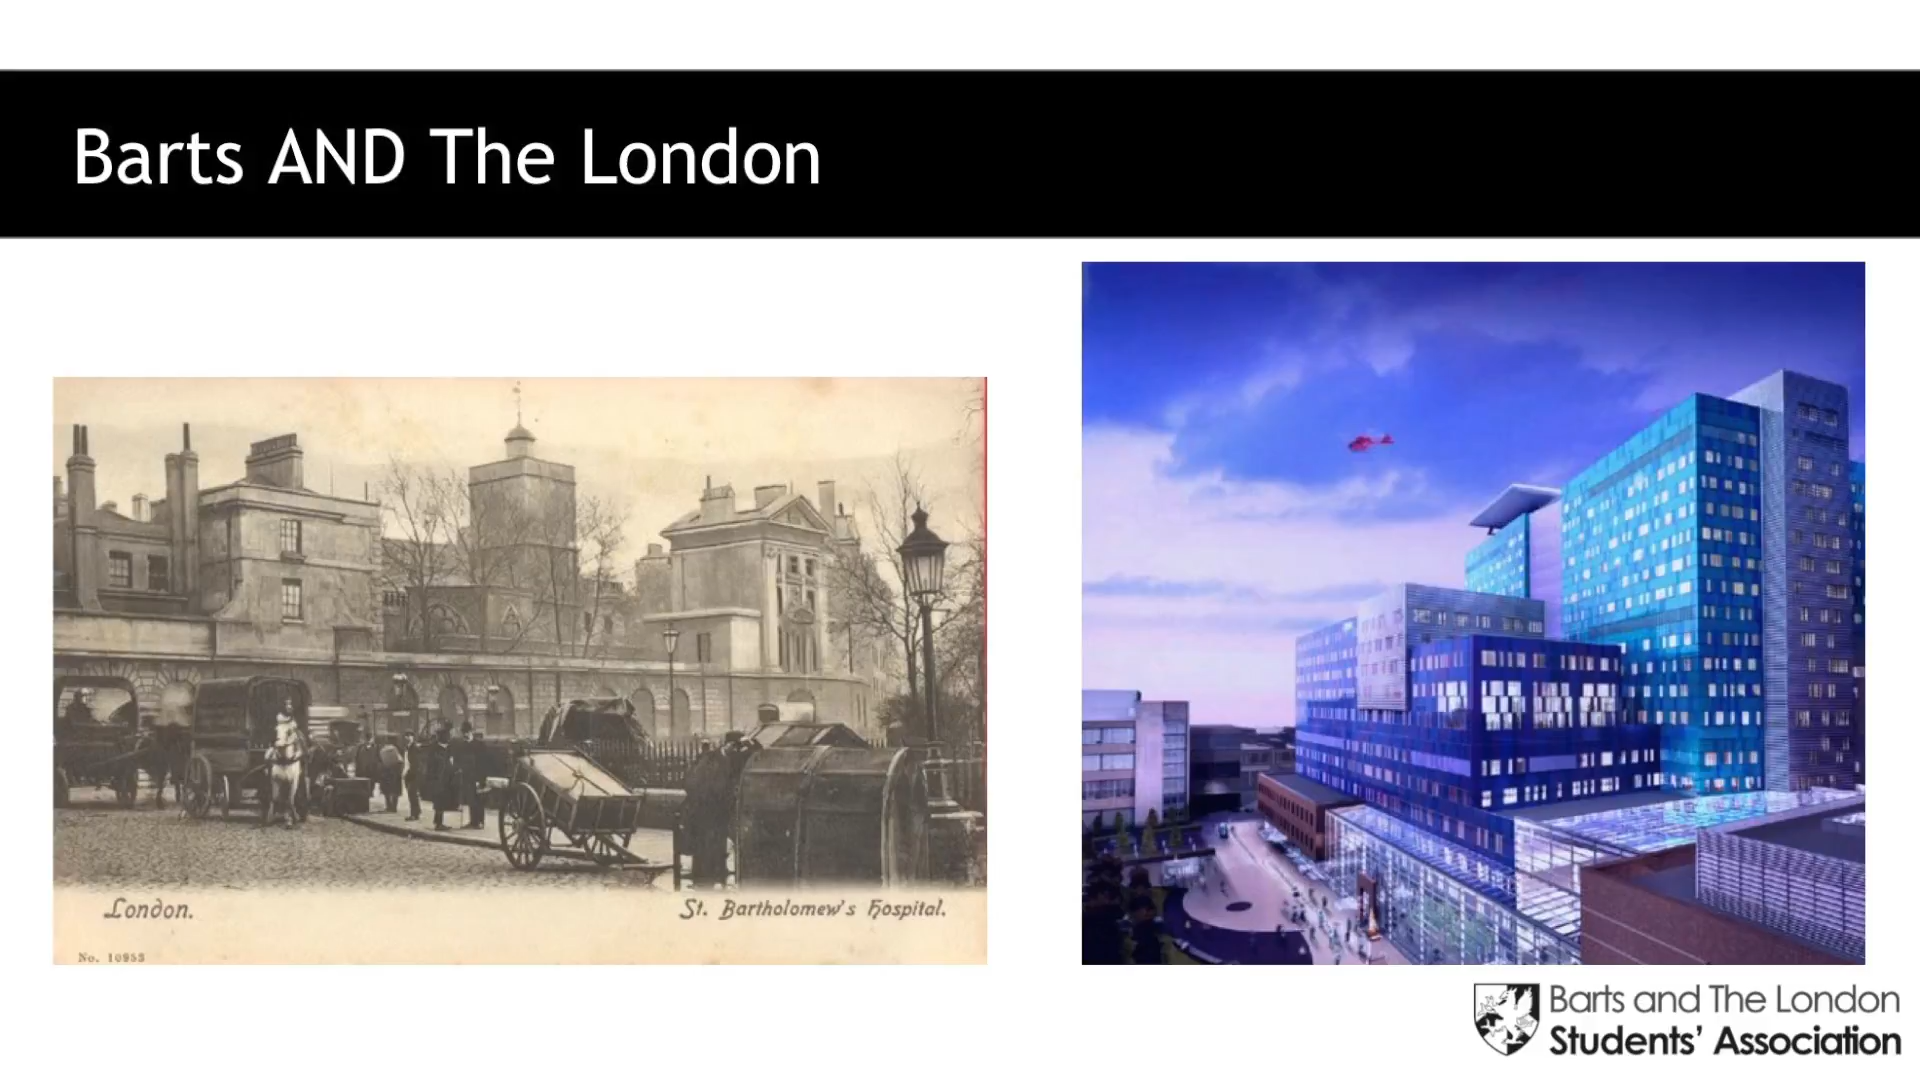 Barts AND The London
London.
St. Bartholomew's Hospital.
No. 10953
Barts and The London
Students' Association